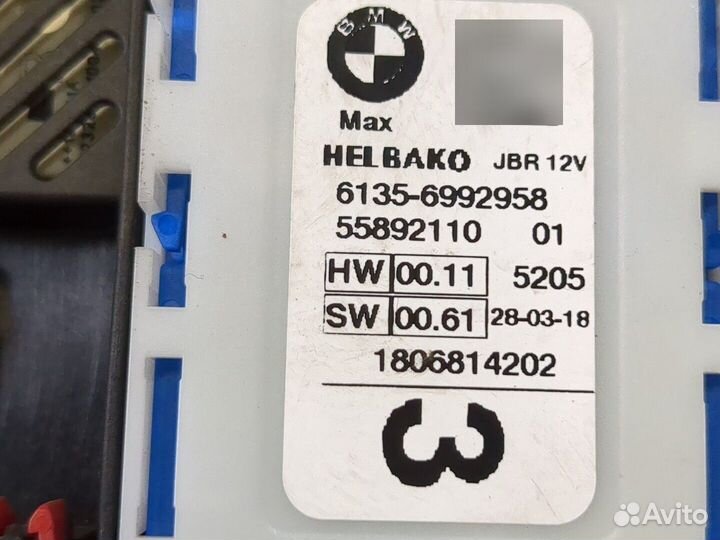 BMW
Max
HELBAKO JBR 12V
6135-6992958
55892110 01
HW 00.11 5205
SW 00.61 28-03-18
1806814202
3
Avito